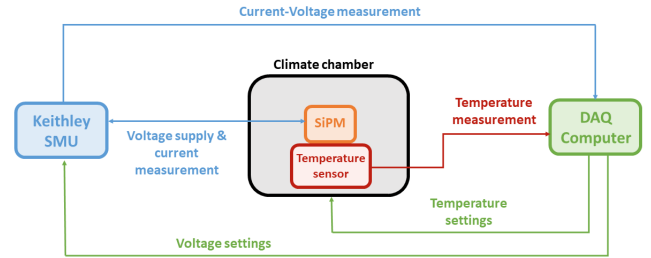 Current-Voltage measurement
Climate chamber
Keithley
SMU
Voltage supply &
current
measurement
SiPM
Temperature
sensor
Temperature
measurement
DAQ
Computer
Temperature
settings
Voltage settings